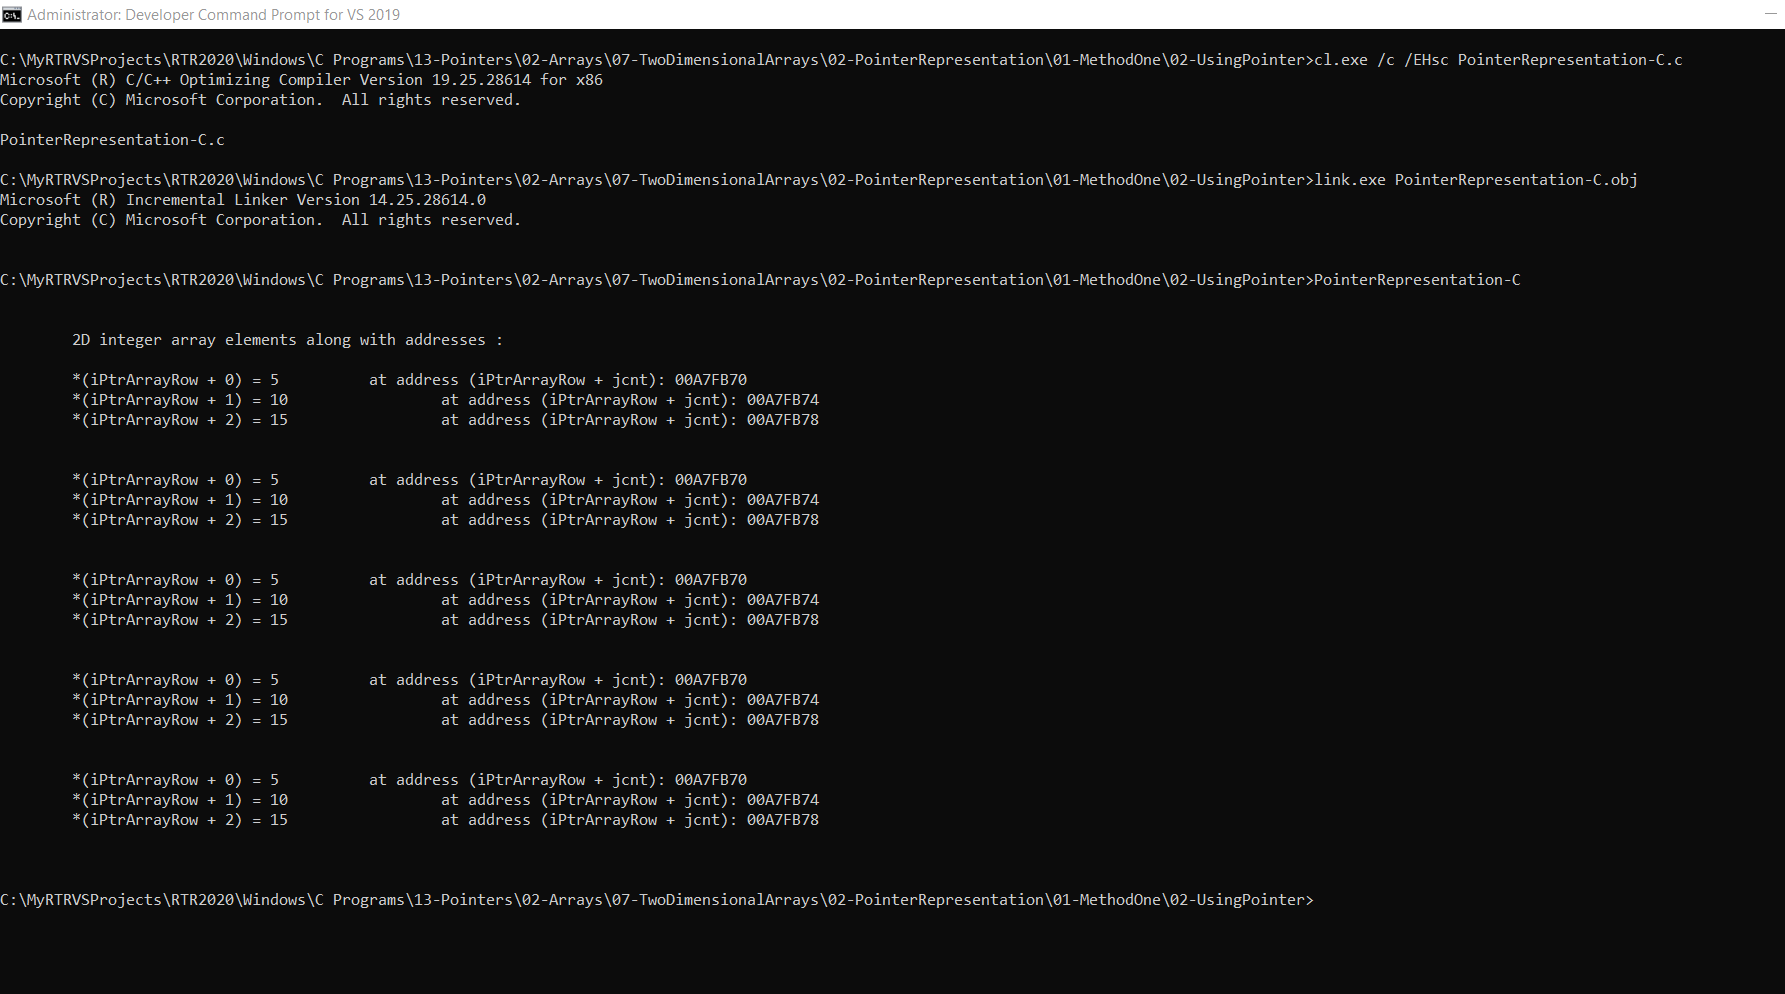 Administrator: Developer Command Prompt for VS 2019
C:\MyRTRVSProjects\RTR2020\Windows\C Programs\13-Pointers\02-Arrays\07-TwoDimensionalArrays\02-PointerRepresentation\01-MethodOne\02-UsingPointer>cl.exe /c /EHsc PointerRepresentation-C.c
Microsoft (R) C/C++ Optimizing Compiler Version 19.25.28614 for x86
Copyright (C) Microsoft Corporation.  All rights reserved.
PointerRepresentation-C.c
C:\MyRTRVSProjects\RTR2020\Windows\C Programs\13-Pointers\02-Arrays\07-TwoDimensionalArrays\02-PointerRepresentation\01-MethodOne\02-UsingPointer>link.exe PointerRepresentation-C.obj
Microsoft (R) Incremental Linker Version 14.25.28614.0
Copyright (C) Microsoft Corporation.  All rights reserved.
C:\MyRTRVSProjects\RTR2020\Windows\C Programs\13-Pointers\02-Arrays\07-TwoDimensionalArrays\02-PointerRepresentation\01-MethodOne\02-UsingPointer>PointerRepresentation-C
2D integer array elements along with addresses :
*(iPtrArrayRow + 0) = 5          at address (iPtrArrayRow + jcnt): 00A7FB70
*(iPtrArrayRow + 1) = 10                 at address (iPtrArrayRow + jcnt): 00A7FB74
*(iPtrArrayRow + 2) = 15                 at address (iPtrArrayRow + jcnt): 00A7FB78
*(iPtrArrayRow + 0) = 5          at address (iPtrArrayRow + jcnt): 00A7FB70
*(iPtrArrayRow + 1) = 10                 at address (iPtrArrayRow + jcnt): 00A7FB74
*(iPtrArrayRow + 2) = 15                 at address (iPtrArrayRow + jcnt): 00A7FB78
*(iPtrArrayRow + 0) = 5          at address (iPtrArrayRow + jcnt): 00A7FB70
*(iPtrArrayRow + 1) = 10                 at address (iPtrArrayRow + jcnt): 00A7FB74
*(iPtrArrayRow + 2) = 15                 at address (iPtrArrayRow + jcnt): 00A7FB78
*(iPtrArrayRow + 0) = 5          at address (iPtrArrayRow + jcnt): 00A7FB70
*(iPtrArrayRow + 1) = 10                 at address (iPtrArrayRow + jcnt): 00A7FB74
*(iPtrArrayRow + 2) = 15                 at address (iPtrArrayRow + jcnt): 00A7FB78
*(iPtrArrayRow + 0) = 5          at address (iPtrArrayRow + jcnt): 00A7FB70
*(iPtrArrayRow + 1) = 10                 at address (iPtrArrayRow + jcnt): 00A7FB74
*(iPtrArrayRow + 2) = 15                 at address (iPtrArrayRow + jcnt): 00A7FB78
C:\MyRTRVSProjects\RTR2020\Windows\C Programs\13-Pointers\02-Arrays\07-TwoDimensionalArrays\02-PointerRepresentation\01-MethodOne\02-UsingPointer>